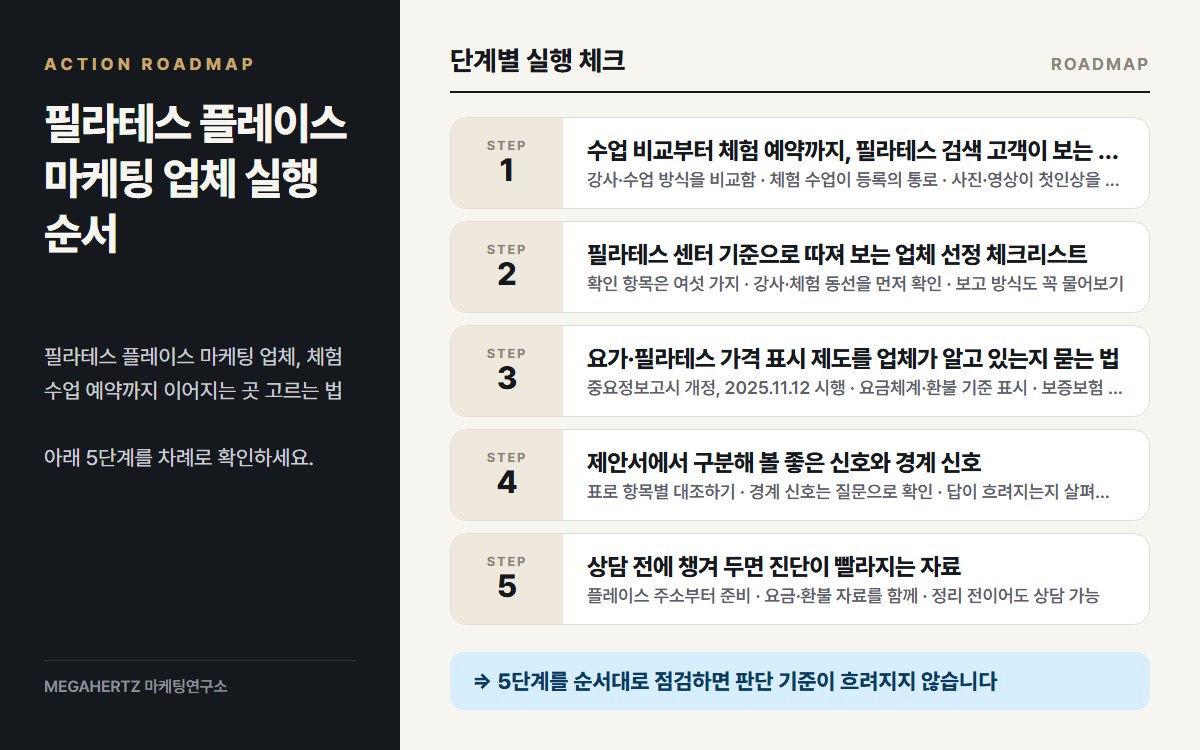 ACTION ROADMAP
필라테스 플레이스
마케팅 업체 실행
순서
필라테스 플레이스 마케팅 업체, 체험
수업 예약까지 이어지는 곳 고르는 법
아래 5단계를 차례로 확인하세요.
MEGAHERTZ 마케팅연구소
단계별 실행 체크
ROADMAP
STEP
1
수업 비교부터 체험 예약까지, 필라테스 검색 고객이 보는 ...
강사·수업 방식을 비교함 · 체험 수업이 등록의 통로 · 사진·영상이 첫인상을 ...
STEP
2
필라테스 센터 기준으로 따져 보는 업체 선정 체크리스트
확인 항목은 여섯 가지 · 강사·체험 동선을 먼저 확인 · 보고 방식도 꼭 물어보기
STEP
3
요가·필라테스 가격 표시 제도를 업체가 알고 있는지 묻는 법
중요정보고시 개정, 2025.11.12 시행 · 요금체계·환불 기준 표시 · 보증보험 ...
STEP
4
제안서에서 구분해 볼 좋은 신호와 경계 신호
표로 항목별 대조하기 · 경계 신호는 질문으로 확인 · 답이 흐려지는지 살펴...
STEP
5
상담 전에 챙겨 두면 진단이 빨라지는 자료
플레이스 주소부터 준비 · 요금·환불 자료를 함께 · 정리 전이어도 상담 가능
→ 5단계를 순서대로 점검하면 판단 기준이 흐려지지 않습니다